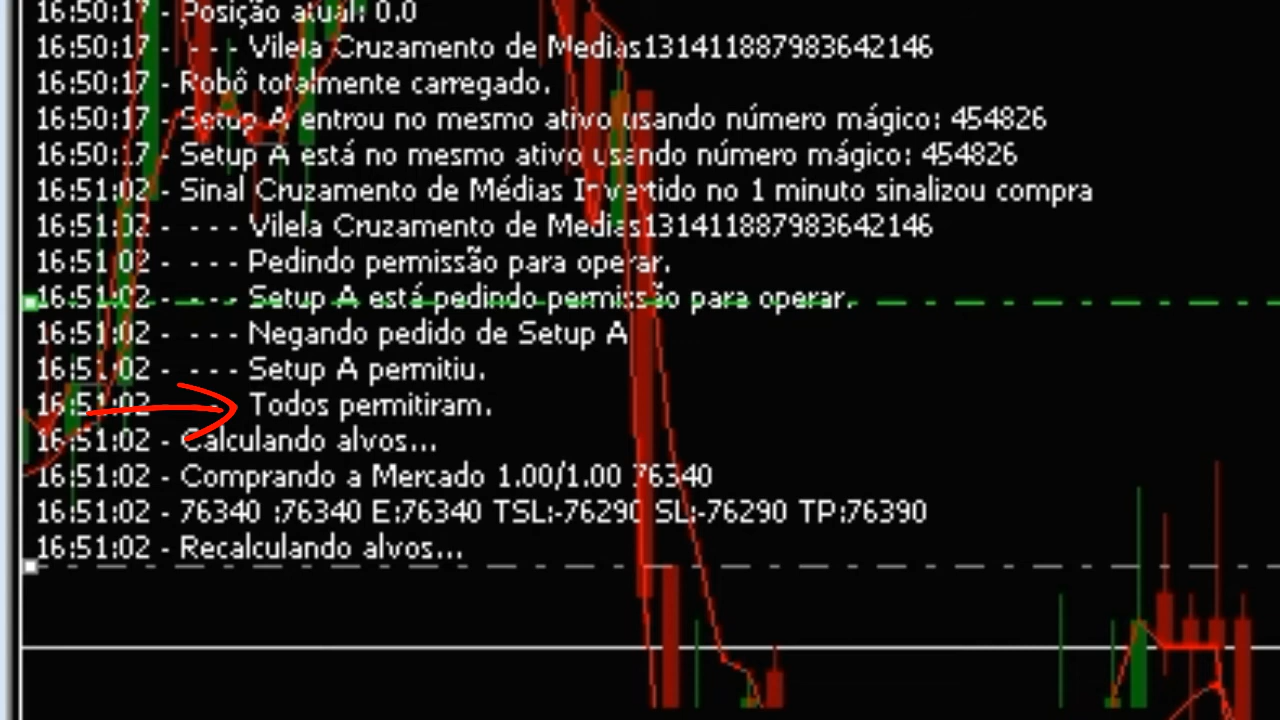 16:50:17 - Posição atual: 0.0
16:50:17 - - - - Vilela Cruzamento de Medias131411887983642146
16:50:17 - Robô totalmente carregado.
16:50:17 - Setup A entrou no mesmo ativo usando número mágico: 454826
16:50:17 - Setup A está no mesmo ativo usando número mágico: 454826
16:51:02 - Sinal Cruzamento de Médias Invertido no 1 minuto sinalizou compra
16:51:02 - - - - Vilela Cruzamento de Medias131411887983642146
16:51:02 - - - - Pedindo permissão para operar.
16:51:02 - - - - Setup A está pedindo permissão para operar.
16:51:02 - - - - Negando pedido de Setup A
16:51:02 - - - - Setup A permitiu.
16:51:02 - - - - Todos permitiram.
16:51:02 - Calculando alvos...
16:51:02 - Comprando a Mercado 1.00/1.00 76340
16:51:02 - 76340 :76340 E:76340 TSL:-76290 SL:-76290 TP:76390
16:51:02 - Recalculando alvos...